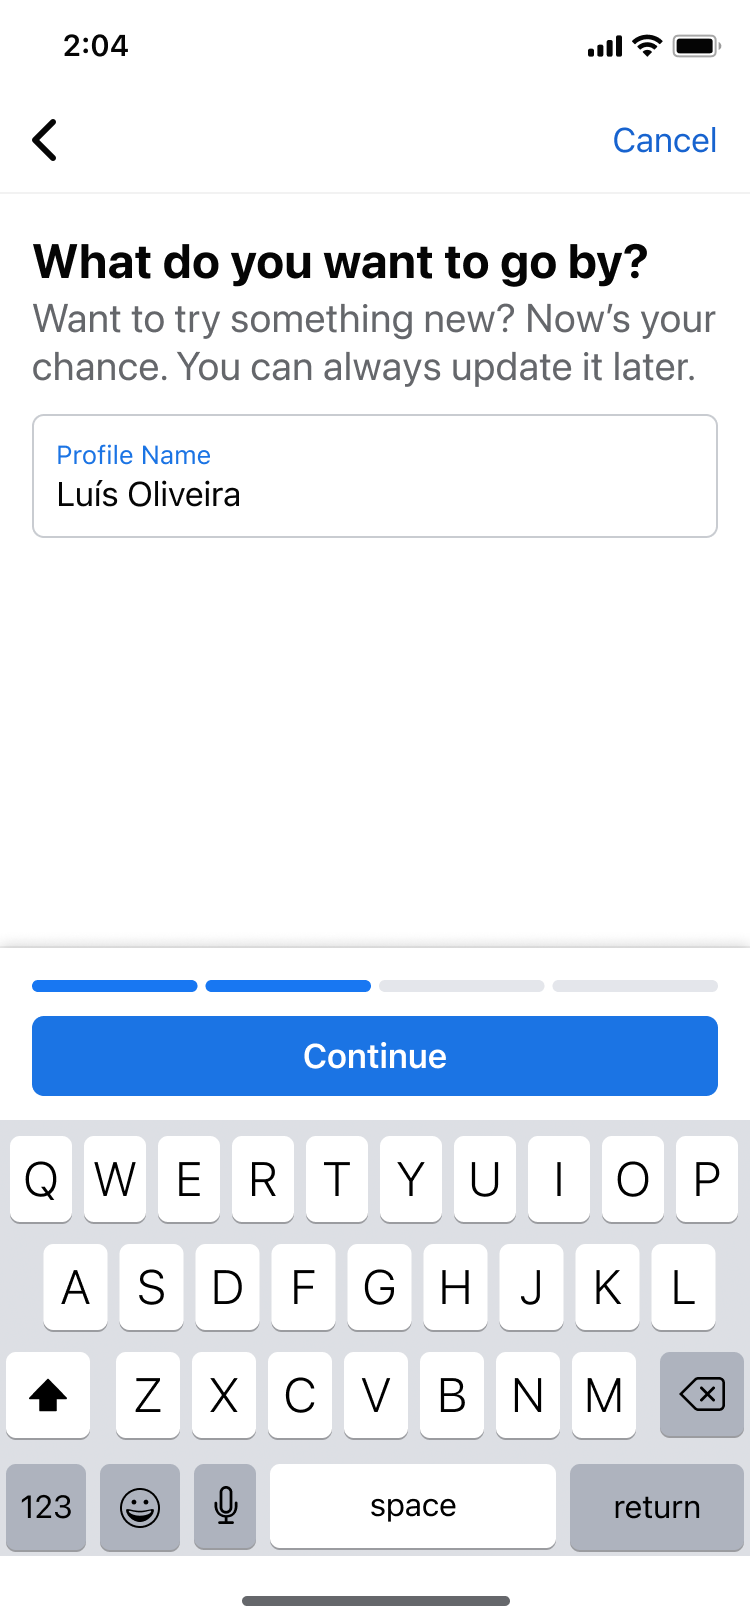 2:04
Cancel
What do you want to go by?
Want to try something new? Now’s your
chance. You can always update it later.
Profile Name
Luís Oliveira
Continue
Q W E R T Y U I O P
A S D F G H J K L
Z X C V B N M
123 space return